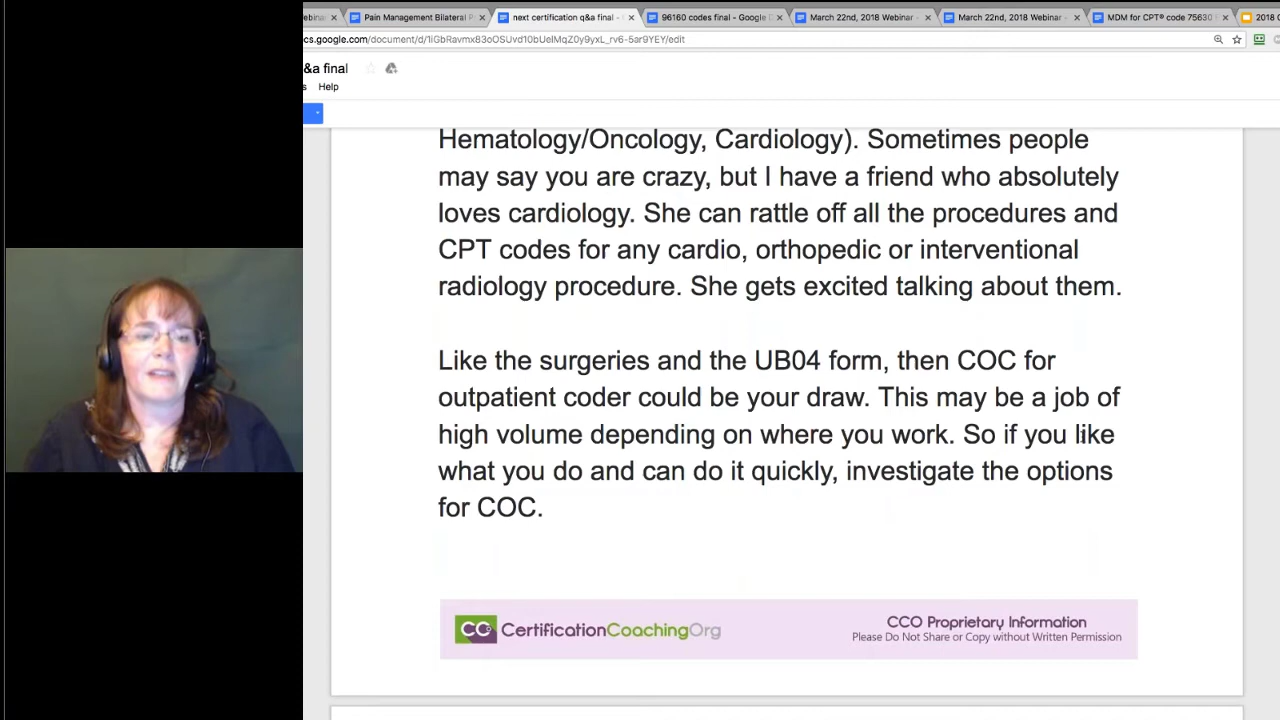 Pain Management Bilateral P
next certification q&a final -
96160 codes final - Google D
March 22nd, 2018 Webinar -
March 22nd, 2018 Webinar -
MDM for CPT® code 75630
cs.google.com/document/d/1iGbRavmx83oOSUvd10bUeIMqZ0y9yxL_rv6-5ar9YEY/edit
&a final
Help
Hematology/Oncology, Cardiology). Sometimes people
may say you are crazy, but I have a friend who absolutely
loves cardiology. She can rattle off all the procedures and
CPT codes for any cardio, orthopedic or interventional
radiology procedure. She gets excited talking about them.
Like the surgeries and the UB04 form, then COC for
outpatient coder could be your draw. This may be a job of
high volume depending on where you work. So if you like
what you do and can do it quickly, investigate the options
for COC.
CO CertificationCoachingOrg
CCO Proprietary Information
Please Do Not Share or Copy without Written Permission